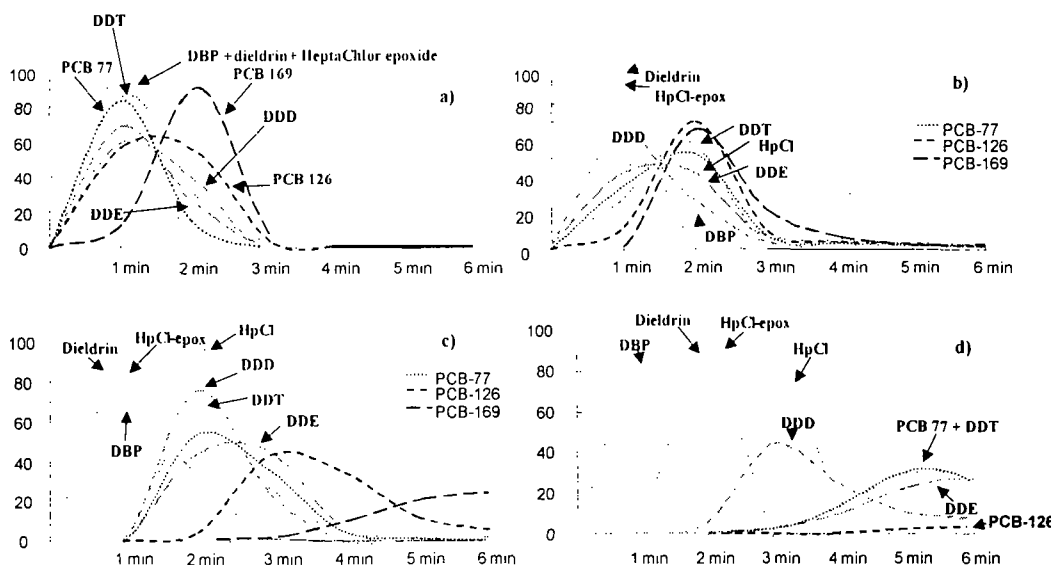 DDT
DBP +dieldrin + HeptaChlor epoxide
PCB 77
PCB 169
a)
DDD
PCB 126
DDE
100
80
60
40
20
0
1 min 2 min 3 min 4 min 5 min 6 min
Dieldrin
HpCl-epox
b)
DDD
DDT
HpCl
DDE
DBP
PCB-77
PCB-126
PCB-169
100
80
60
40
20
0
1 min 2 min 3 min 4 min 5 min 6 min
Dieldrin
HpCl-epox
HpCl
c)
DDD
DDT
DDE
DBP
PCB-77
PCB-126
PCB-169
100
80
60
40
20
0
1 min 2 min 3 min 4 min 5 min 6 min
DBP
Dieldrin
HpCl-epox
HpCl
d)
DDD
PCB 77 + DDT
DDE
PCB-126
100
80
60
40
20
0
1 min 2 min 3 min 4 min 5 min 6 min